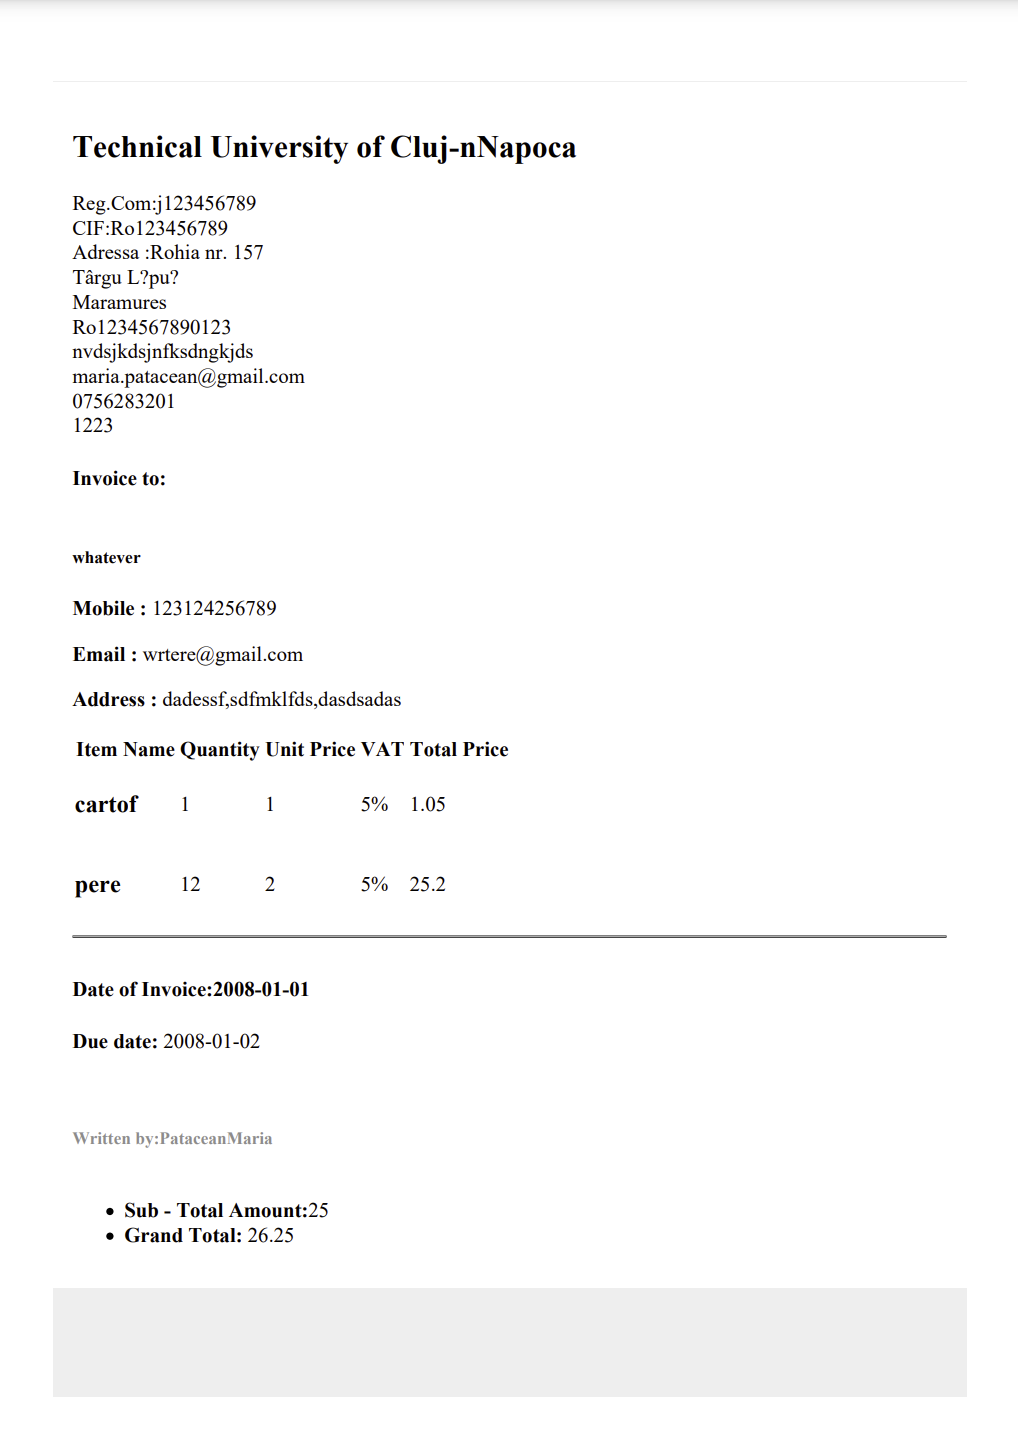 Technical University of Cluj-nNapoca
Reg.Com:j123456789
CIF:Ro123456789
Adressa :Rohia nr. 157
Târgu L?pu?
Maramures
Ro1234567890123
nvdsjkdsjnfksdngkjds
maria.patacean@gmail.com
0756283201
1223
Invoice to:
whatever
Mobile : 123124256789
Email : wrtere@gmail.com
Address : dadessf,sdfmklfds,dasdsadas
Item Name Quantity Unit Price VAT Total Price
cartof 1 1 5% 1.05
pere 12 2 5% 25.2
Date of Invoice:2008-01-01
Due date: 2008-01-02
Written by:PataceanMaria
• Sub - Total Amount:25
• Grand Total: 26.25